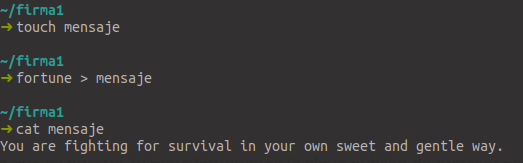 ~/firma1
→ touch mensaje
~/firma1
→ fortune > mensaje
~/firma1
→ cat mensaje
You are fighting for survival in your own sweet and gentle way.